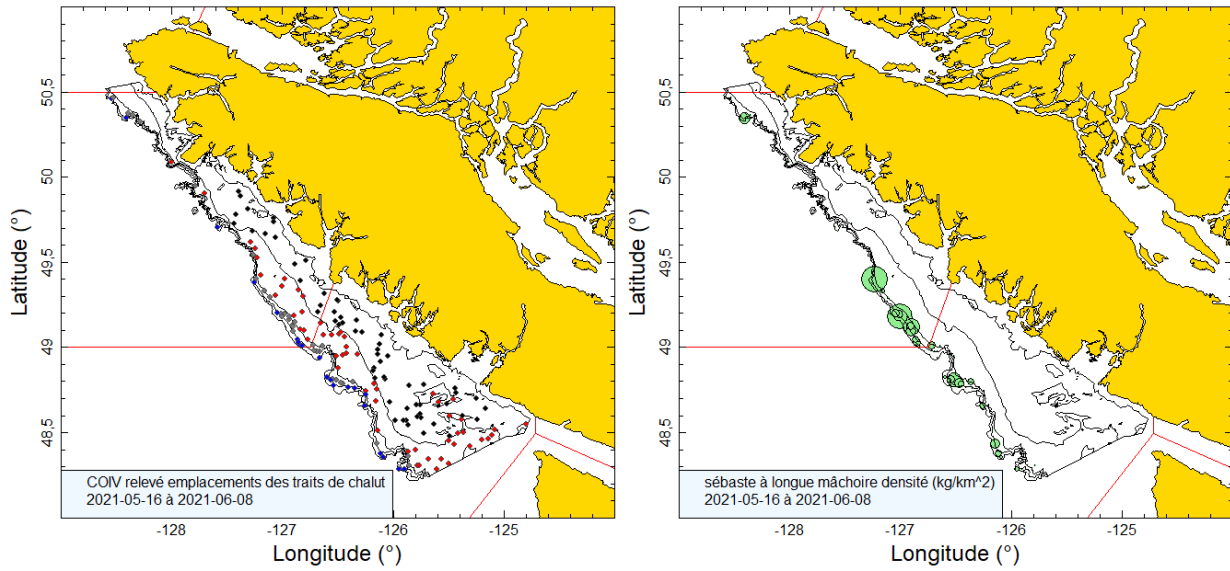 50,5
50
49,5
49
48,5
Latitude (°)
COIV relevé emplacements des traits de chalut
2021-05-16 à 2021-06-08
-128
-127
-126
-125
Longitude (°)
50,5
50
49,5
49
48,5
Latitude (°)
sébaste à longue mâchoire densité (kg/km^2)
2021-05-16 à 2021-06-08
-128
-127
-126
-125
Longitude (°)